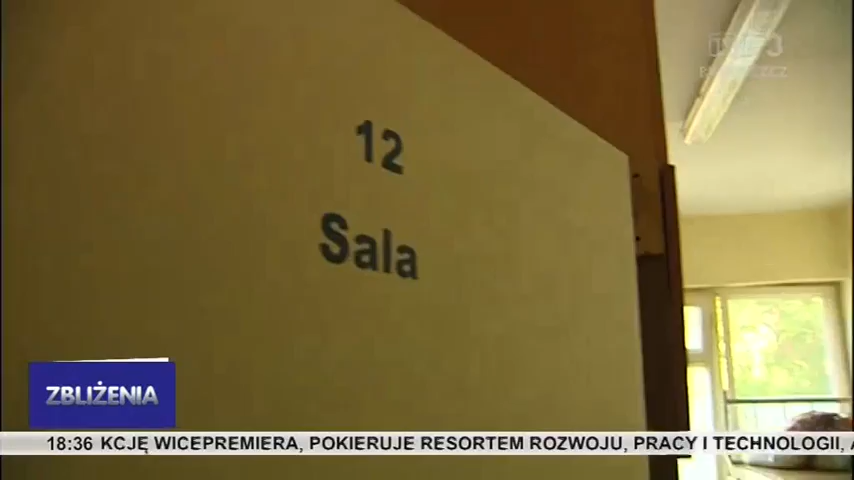 12
Sala
ZBLIŻENIA
18:36 KCJĘ WICEPREMIERA, POKIERUJE RESORTEM ROZWOJU, PRACY I TECHNOLOGII, A